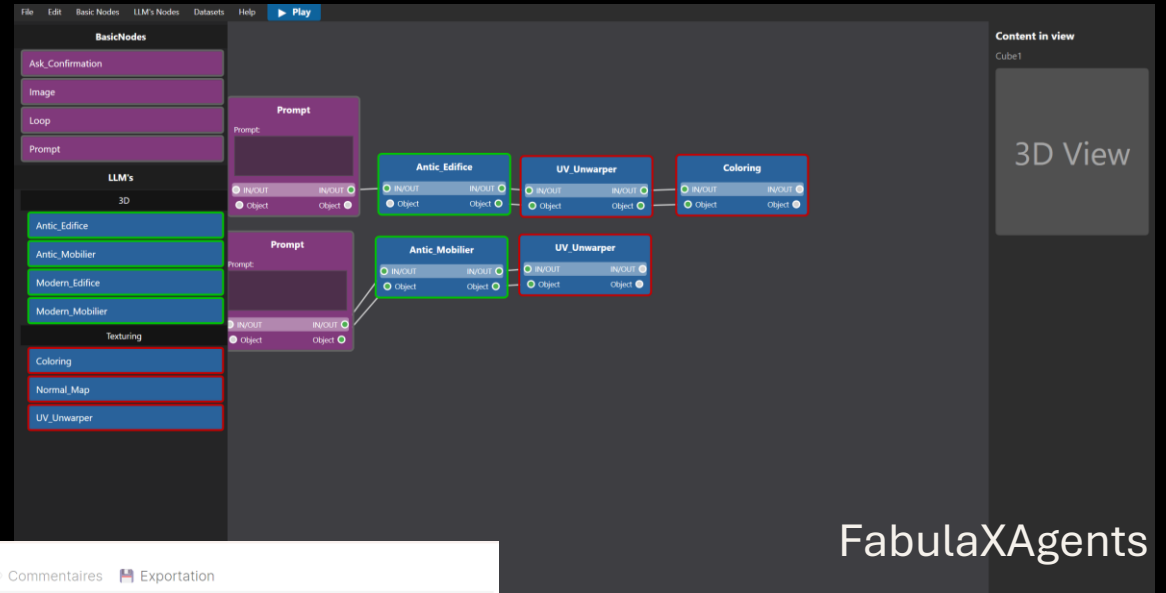 File Edit Basic Nodes LLM's Nodes Datasets Help ▶ Play
BasicNodes
Ask_Confirmation
Image
Loop
Prompt
LLM's
3D
Antic_Edifice
Antic_Mobilier
Modern_Edifice
Modern_Mobilier
Texturing
Coloring
Normal_Map
UV_Unwarper
Prompt
Prompt:
IN/OUT IN/OUT
Object Object
Antic_Edifice
IN/OUT IN/OUT
Object Object
UV_Unwarper
IN/OUT IN/OUT
Object Object
Coloring
IN/OUT IN/OUT
Object Object
Prompt
Prompt:
IN/OUT IN/OUT
Object Object
Antic_Mobilier
IN/OUT IN/OUT
Object Object
UV_Unwarper
IN/OUT IN/OUT
Object Object
Content in view
Cube1
3D View
FabulaXAgents
Commentaires Exportation